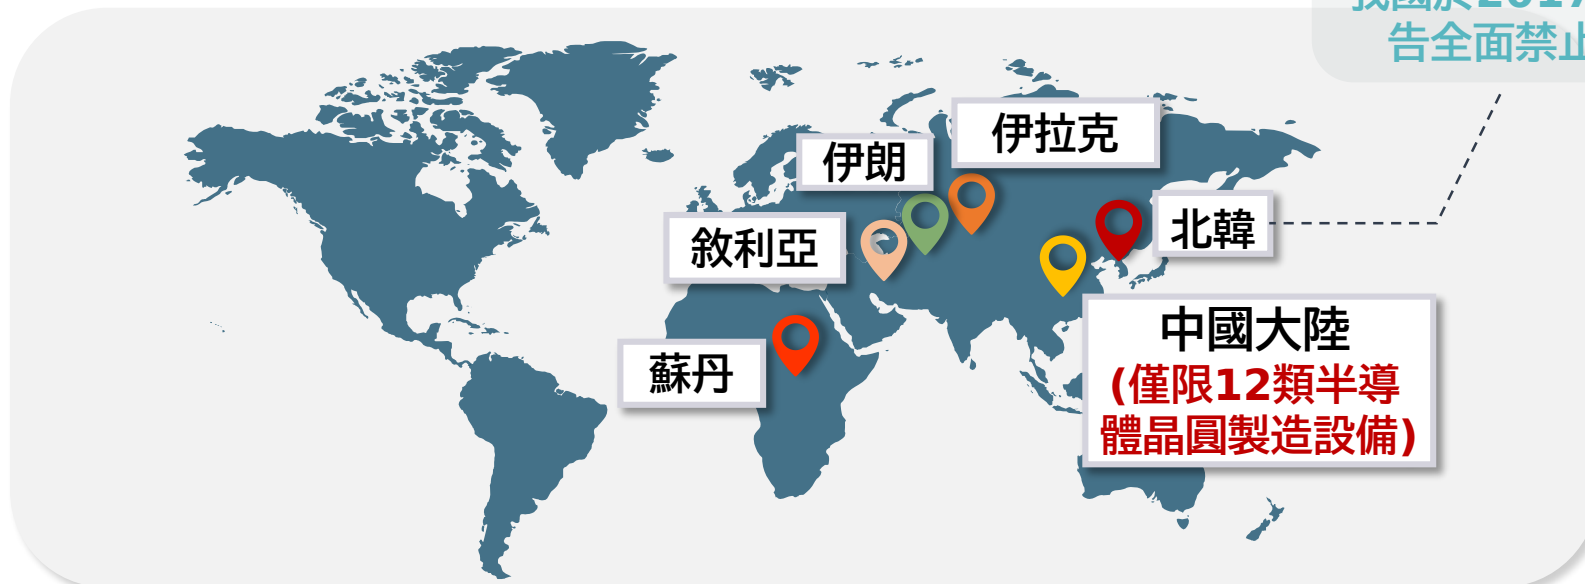 告全面禁止
伊拉克
伊朗
北韓
敘利亞
中國大陸
(僅限12類半導
體晶圓製造設備)
蘇丹